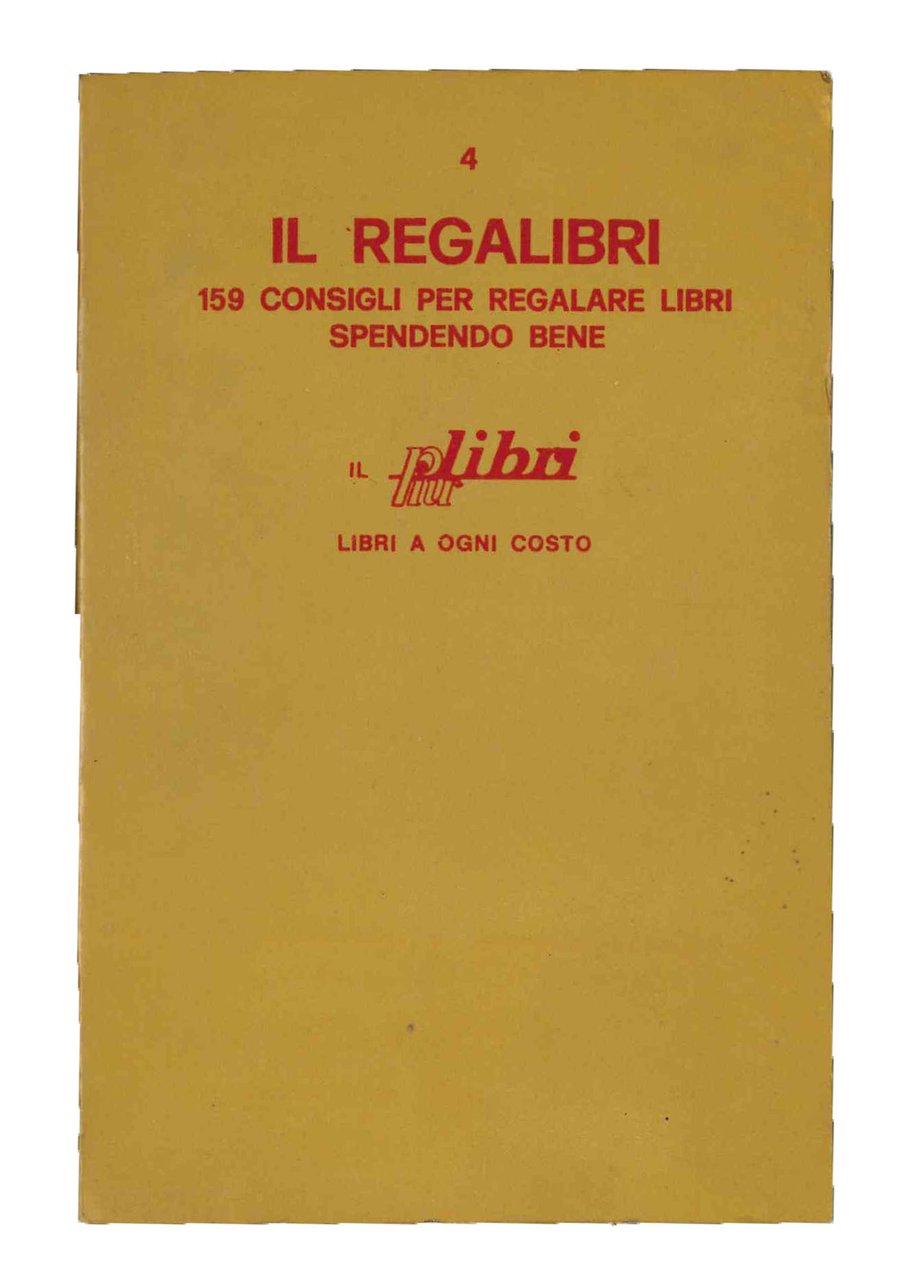 4
IL REGALIBRI
159 CONSIGLI PER REGALARE LIBRI
SPENDENDO BENE
IL libri
LIBRI A OGNI COSTO